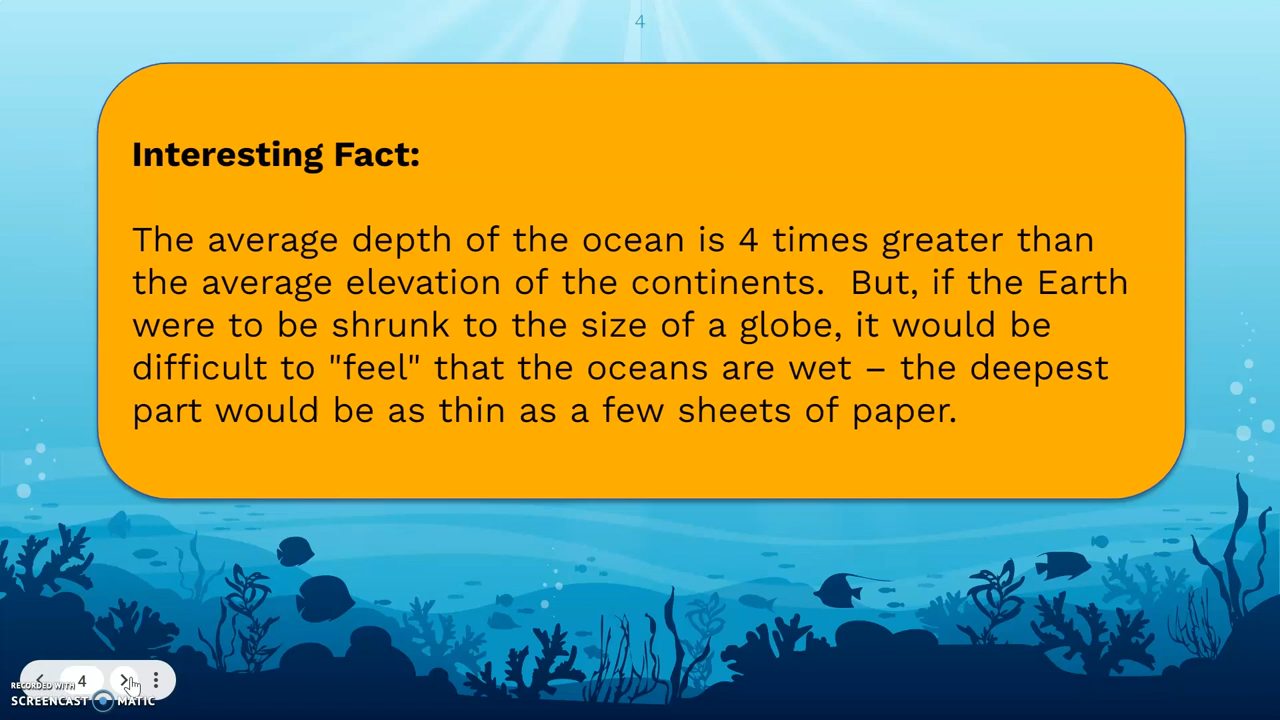 4
Interesting Fact:
The average depth of the ocean is 4 times greater than
the average elevation of the continents.  But, if the Earth
were to be shrunk to the size of a globe, it would be
difficult to "feel" that the oceans are wet – the deepest
part would be as thin as a few sheets of paper.
4
RECORDED WITH
SCREENCAST MATIC